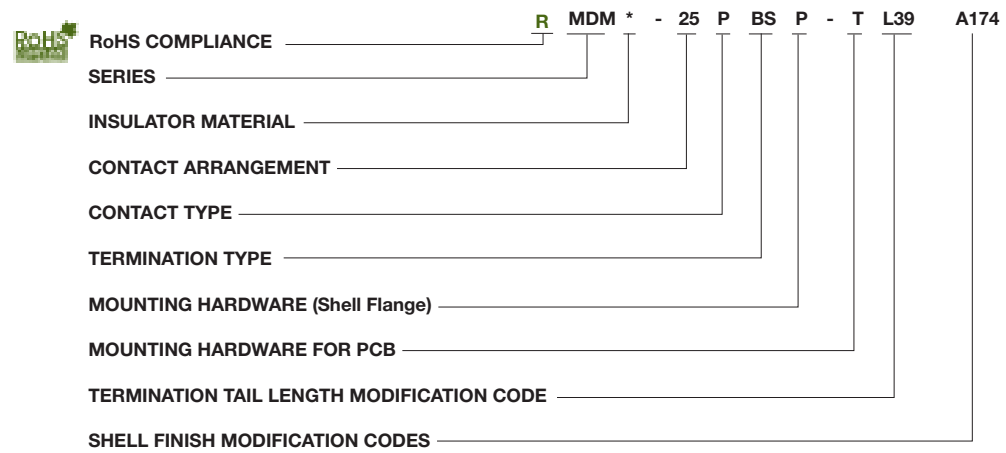 R MDM * - 25 P BS P - T L39 A174
RoHS
RoHS COMPLIANCE
SERIES
INSULATOR MATERIAL
CONTACT ARRANGEMENT
CONTACT TYPE
TERMINATION TYPE
MOUNTING HARDWARE (Shell Flange)
MOUNTING HARDWARE FOR PCB
TERMINATION TAIL LENGTH MODIFICATION CODE
SHELL FINISH MODIFICATION CODES